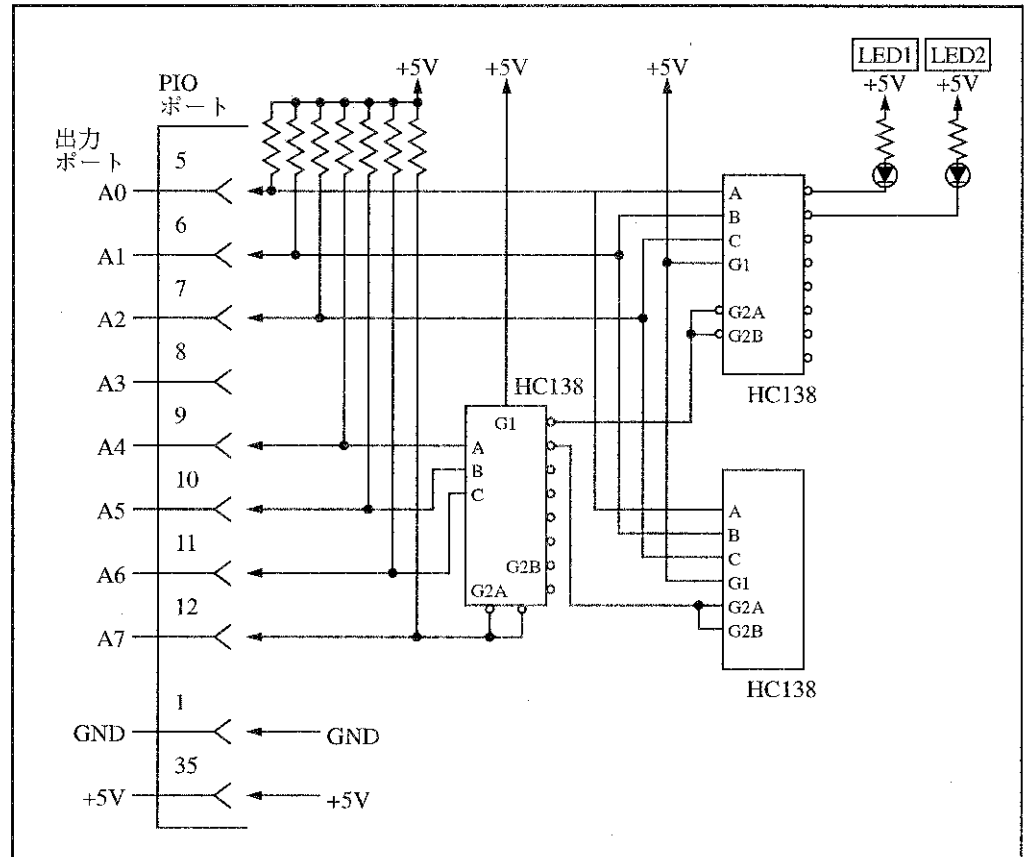 LED1 LED2
+5V +5V +5V +5V +5V
PIO
ポート
出力
ポート
5
A0
6
A1
7
A2
8
A3
9
A4
10
A5
11
A6
12
A7
1
GND GND
35
+5V +5V
HC138
G1
A
B
C
G2B
G2A
A
B
C
G1
G2A
G2B
HC138
A
B
C
G1
G2A
G2B
HC138